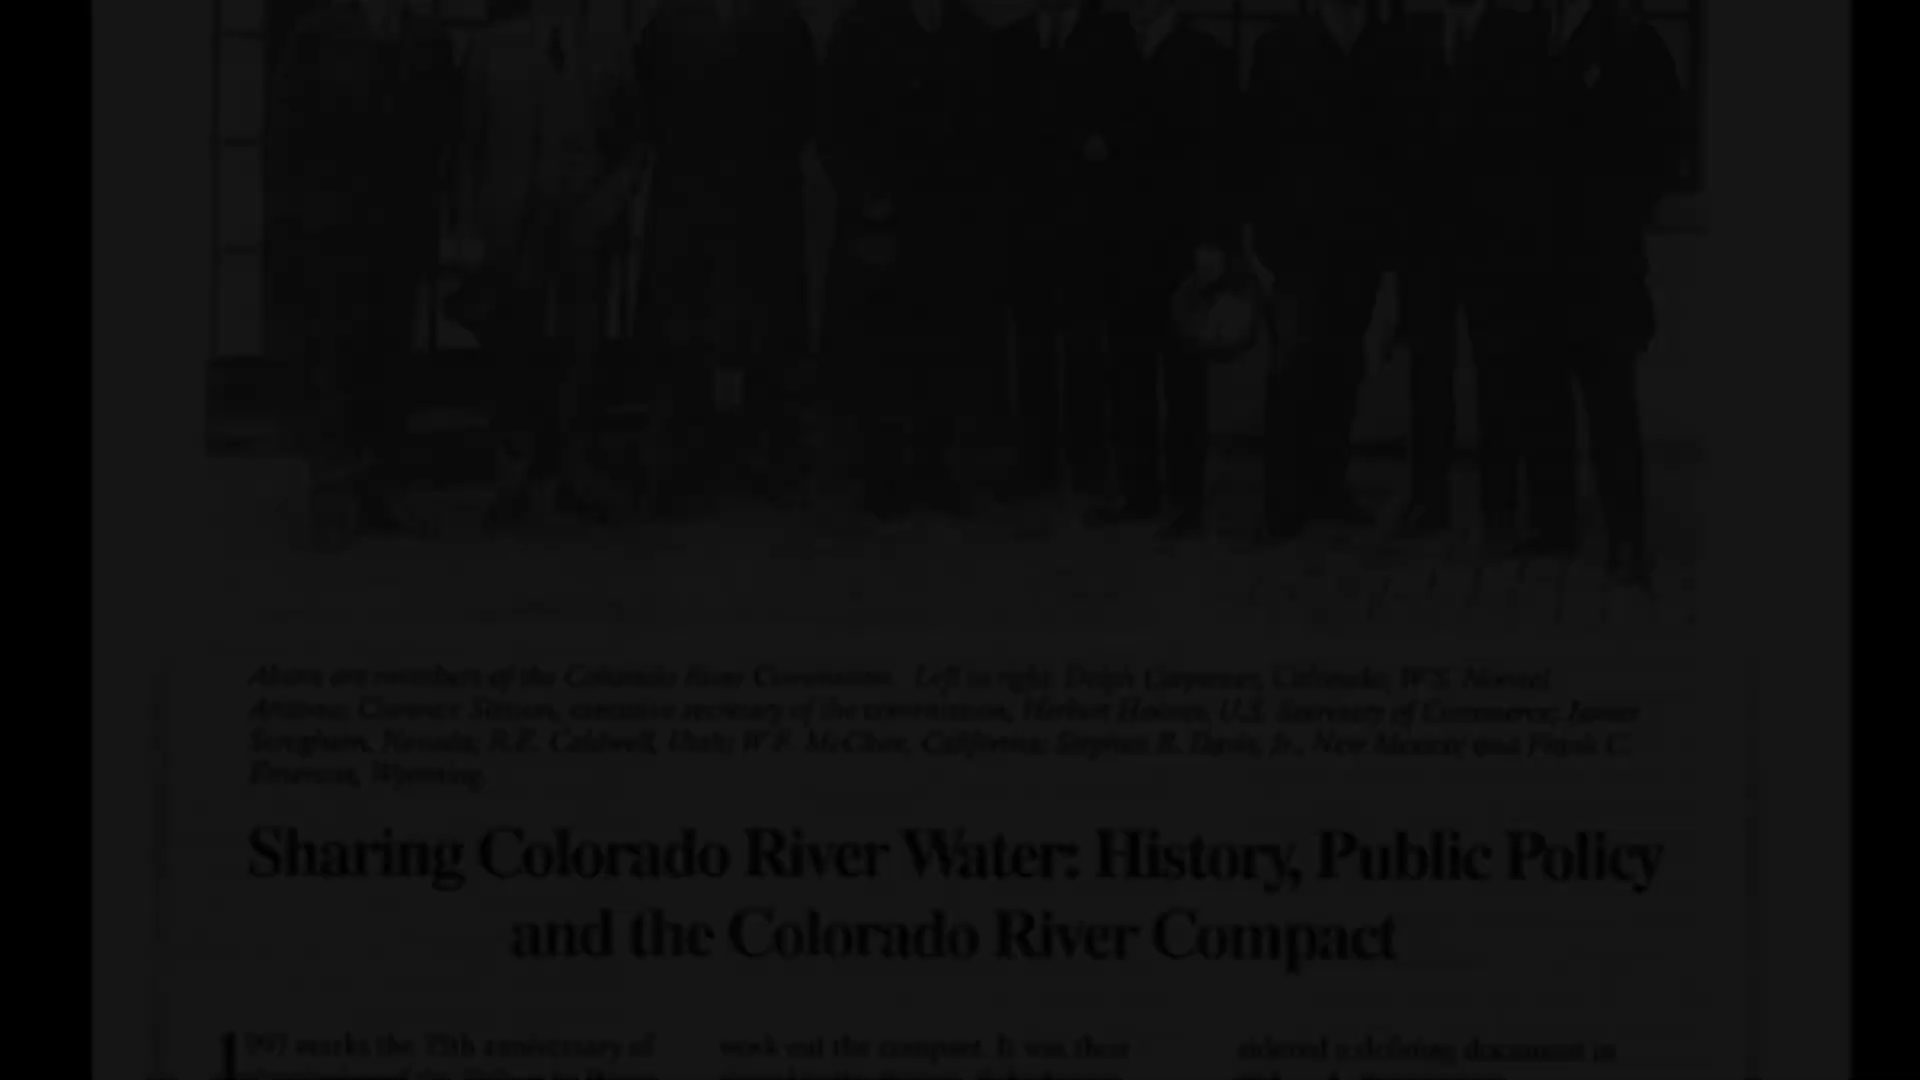 Above are members of the Colorado River Commission. Left to right: Delph Carpenter, Colorado; W.S. Norviel
Arizona; Clarence Stetson, executive secretary of the commission, Herbert Hoover, U.S. Secretary of Commerce; James
Scrugham, Nevada; R.E. Caldwell, Utah; W.F. McClure, California; Stephen B. Davis, Jr., New Mexico; and Frank C.
Emerson, Wyoming.
Sharing Colorado River Water: History, Public Policy
and the Colorado River Compact
1997 marks the 75th anniversary of
work out the compact. It was then
sidered a defining document in